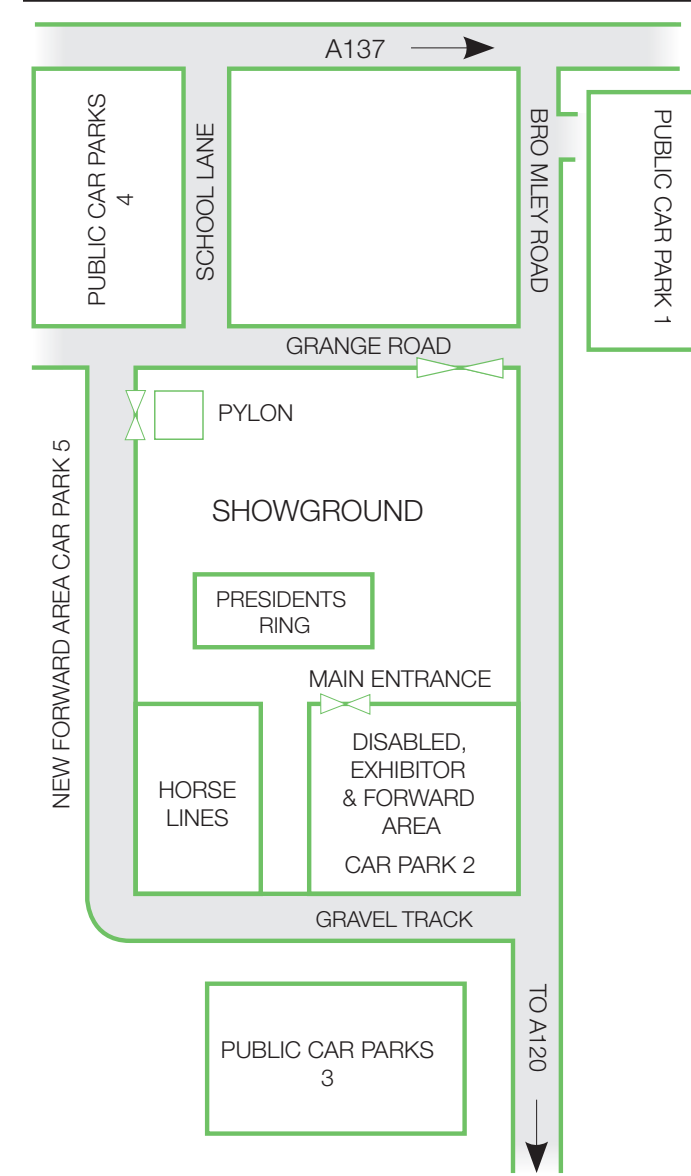 A137
PUBLIC CAR PARKS
4
SCHOOL LANE
BRO MLEY ROAD
PUBLIC CAR PARK 1
GRANGE ROAD
PYLON
NEW FORWARD AREA CAR PARK 5
SHOWGROUND
PRESIDENTS
RING
MAIN ENTRANCE
HORSE
LINES
DISABLED,
EXHIBITOR
& FORWARD
AREA
CAR PARK 2
GRAVEL TRACK
PUBLIC CAR PARKS
3
TO A120